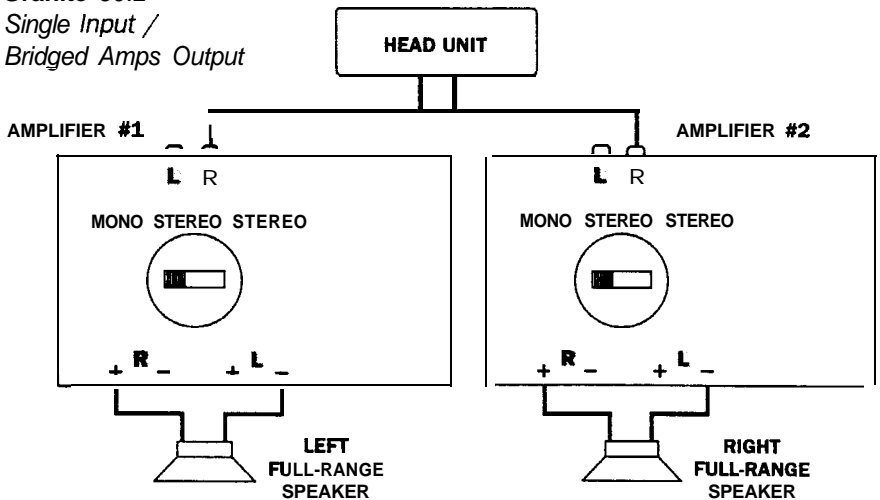 Single Input /
Bridged Amps Output
HEAD UNIT
AMPLIFIER #1
AMPLIFIER #2
L R
L R
MONO STEREO STEREO
MONO STEREO STEREO
+ R − + L −
+ R − + L −
LEFT
FULL-RANGE
SPEAKER
RIGHT
FULL-RANGE
SPEAKER